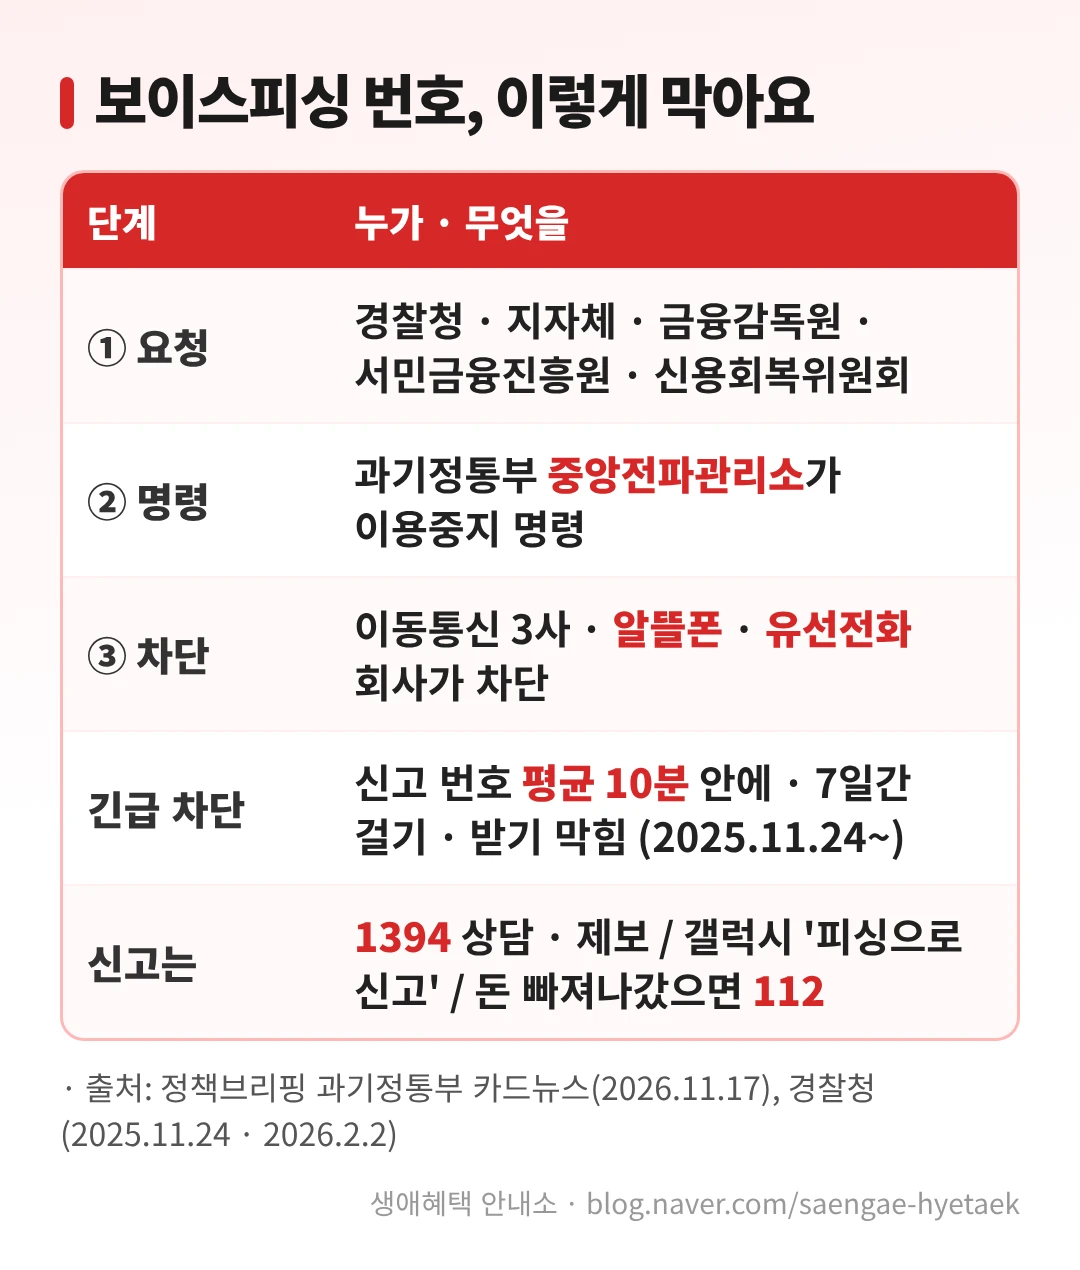 보이스피싱 번호, 이렇게 막아요
단계 누가 · 무엇을
① 요청 경찰청 · 지자체 · 금융감독원 ·
서민금융진흥원 · 신용회복위원회
② 명령 과기정통부 중앙전파관리소가
이용중지 명령
③ 차단 이동통신 3사 · 알뜰폰 · 유선전화
회사가 차단
긴급 차단 신고 번호 평균 10분 안에 · 7일간
걸기 · 받기 막힘 (2025.11.24~)
신고는 1394 상담 · 제보 / 갤럭시 '피싱으로
신고' / 돈 빠져나갔으면 112
· 출처: 정책브리핑 과기정통부 카드뉴스(2026.11.17), 경찰청
(2025.11.24 · 2026.2.2)
생애혜택 안내소 · blog.naver.com/saengae-hyetaek